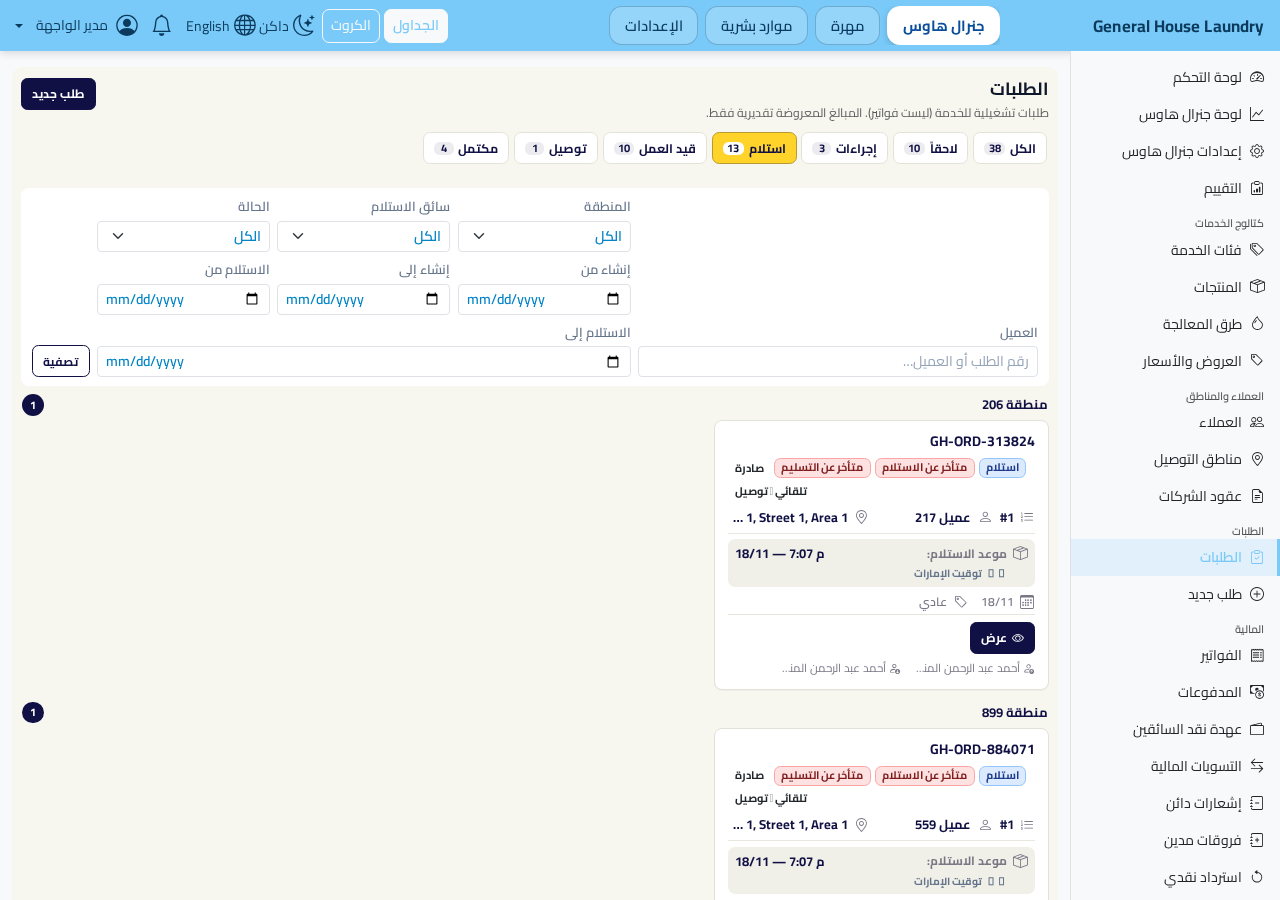 General House Laundry
جنرال هاوس
مهرة
موارد بشرية
الإعدادات
الجداول
الكروت
داكن
English
مدير الواجهة
لوحة التحكم
لوحة جنرال هاوس
إعدادات جنرال هاوس
التقييم
كتالوج الخدمات
فئات الخدمة
المنتجات
طرق المعالجة
العروض والأسعار
العملاء والمناطق
العملاء
مناطق التوصيل
عقود الشركات
الطلبات
الطلبات
طلب جديد
المالية
الفواتير
المدفوعات
عهدة نقد السائقين
التسويات المالية
إشعارات دائن
فروقات مدين
استرداد نقدي
الطلبات
طلب جديد
طلبات تشغيلية للخدمة (ليست فواتير). المبالغ المعروضة تقديرية فقط.
الكل 38
لاحقاً 10
إجراءات 3
استلام 13
قيد العمل 10
توصيل 1
مكتمل 4
المنطقة سائق الاستلام الحالة
الكل الكل الكل
إنشاء من إنشاء إلى الاستلام من
mm/dd/yyyy mm/dd/yyyy mm/dd/yyyy
العميل الاستلام إلى
رقم الطلب أو العميل... mm/dd/yyyy تصفية
منطقة 206 1
GH-ORD-313824
استلام متأخر عن الاستلام متأخر عن التسليم صادرة
تلقائي توصيل
#1 عميل 217 1, Street 1, Area 1 ...
موعد الاستلام: 18/11 — 7:07 م
توقيت الإمارات
18/11 عادي
عرض
أحمد عبد الرحمن المن... أحمد عبد الرحمن المن...
منطقة 899 1
GH-ORD-884071
استلام متأخر عن الاستلام متأخر عن التسليم صادرة
تلقائي توصيل
#1 عميل 559 1, Street 1, Area 1 ...
موعد الاستلام: 18/11 — 7:07 م
توقيت الإمارات